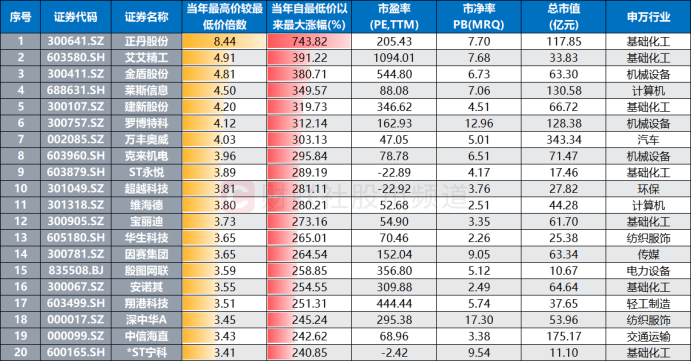 序号 证券代码 证券名称 当年最高价较最低价倍数 当年自最低价以来最大涨幅(%) 市盈率(PE,TTM) 市净率PB(MRQ) 总市值(亿元) 申万行业
1 300641.SZ 正丹股份 8.44 743.82 205.43 7.70 117.85 基础化工
2 603580.SH 艾艾精工 4.91 391.22 1094.01 7.68 33.83 基础化工
3 300411.SZ 金盾股份 4.81 380.71 544.80 6.73 63.30 机械设备
4 688631.SH 莱斯信息 4.50 349.57 88.08 7.06 130.58 计算机
5 300107.SZ 建新股份 4.20 319.73 346.62 4.51 66.72 基础化工
6 300757.SZ 罗博特科 4.12 312.14 162.93 12.96 128.38 机械设备
7 002085.SZ 万丰奥威 4.03 303.13 47.05 5.01 343.34 汽车
8 603960.SH 克来机电 3.96 295.84 78.78 6.51 71.47 机械设备
9 603879.SH ST永悦 3.89 289.19 -22.89 4.17 17.46 基础化工
10 301049.SZ 超越科技 3.81 281.11 -22.92 3.76 27.82 环保
11 301318.SZ 维海德 3.80 280.21 52.68 2.51 44.28 计算机
12 300905.SZ 宝丽迪 3.73 273.16 54.90 3.35 61.70 基础化工
13 605180.SH 华生科技 3.65 265.01 70.46 2.26 25.38 纺织服饰
14 300781.SZ 因赛集团 3.65 264.54 152.04 9.05 63.34 传媒
15 835508.BJ 殷图网联 3.59 258.85 356.80 5.12 10.67 电力设备
16 300067.SZ 安诺其 3.55 254.55 309.88 2.49 64.64 基础化工
17 603499.SH 翔港科技 3.51 251.31 444.44 5.74 37.65 轻工制造
18 000017.SZ 深中华A 3.45 245.24 295.38 17.30 53.96 纺织服饰
19 000099.SZ 中信海直 3.43 242.62 68.96 3.38 175.17 交通运输
20 600165.SH *ST宁科 3.41 240.85 -2.42 9.54 11.10 基础化工